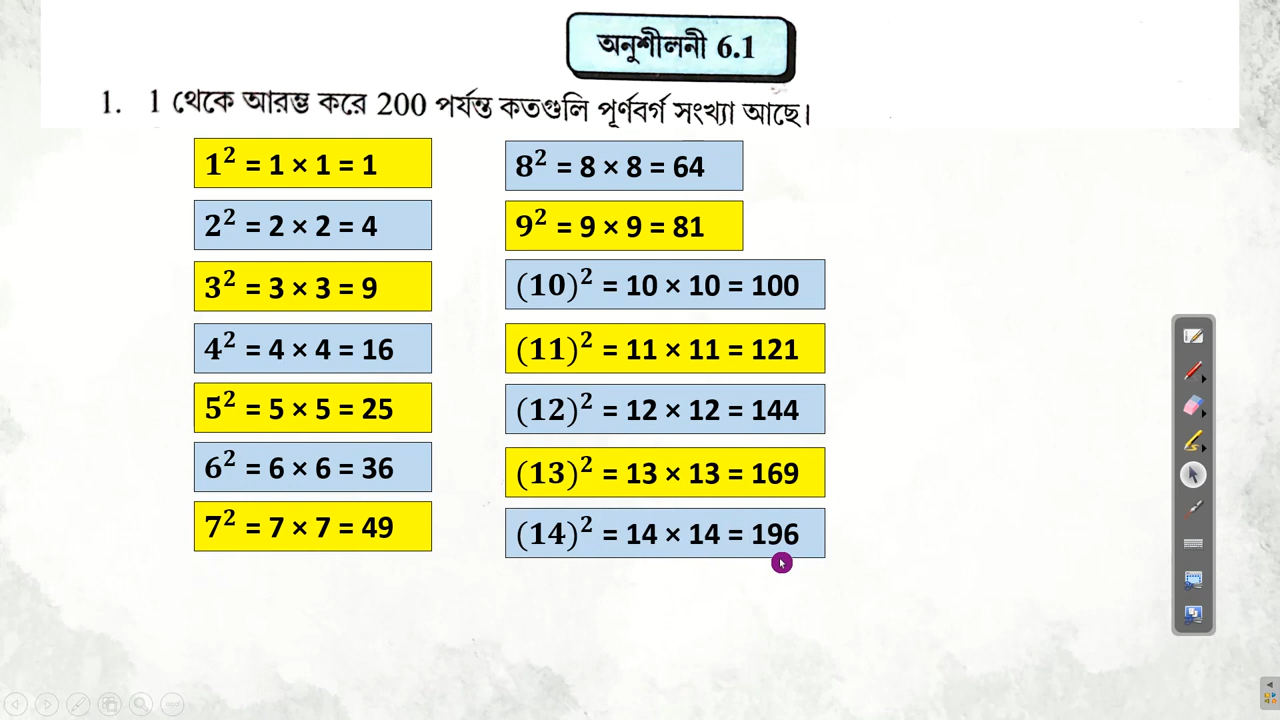 অনুশীলনী 6.1
1. 1 থেকে আরম্ভ করে 200 পর্যন্ত কতগুলি পূর্ণবর্গ সংখ্যা আছে।
1² = 1 × 1 = 1
2² = 2 × 2 = 4
3² = 3 × 3 = 9
4² = 4 × 4 = 16
5² = 5 × 5 = 25
6² = 6 × 6 = 36
7² = 7 × 7 = 49
8² = 8 × 8 = 64
9² = 9 × 9 = 81
(10)² = 10 × 10 = 100
(11)² = 11 × 11 = 121
(12)² = 12 × 12 = 144
(13)² = 13 × 13 = 169
(14)² = 14 × 14 = 196